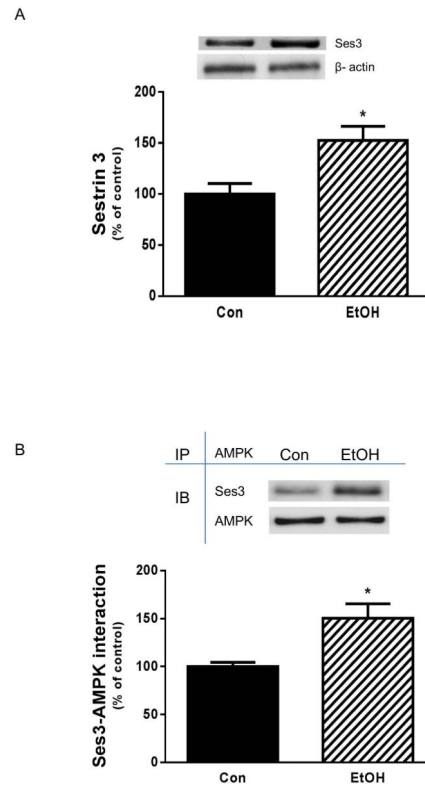 A
Ses3
β- actin
Sestrin 3
(% of control)
200
150
100
50
0
*
Con EtOH
B
IP AMPK Con EtOH
IB Ses3
AMPK
Ses3-AMPK interaction
(% of control)
200
150
100
50
0
*
Con EtOH